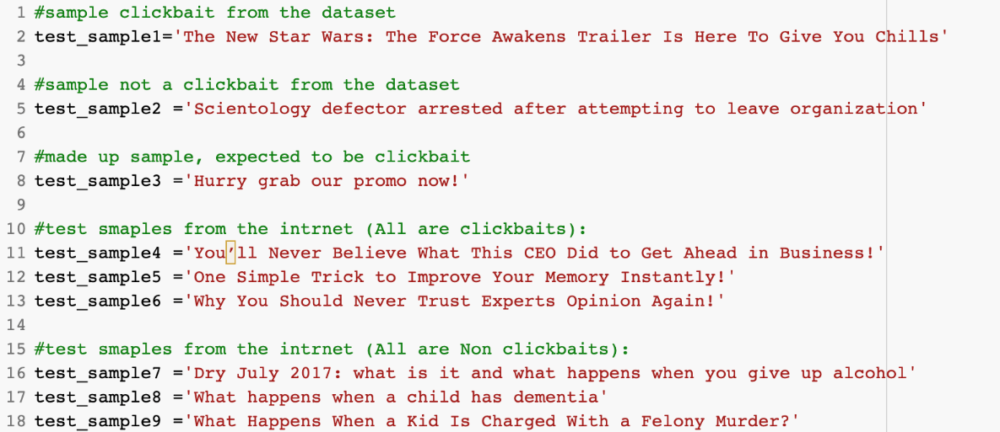 1 #sample clickbait from the dataset
2 test_sample1='The New Star Wars: The Force Awakens Trailer Is Here To Give You Chills'
3
4 #sample not a clickbait from the dataset
5 test_sample2 ='Scientology defector arrested after attempting to leave organization'
6
7 #made up sample, expected to be clickbait
8 test_sample3 ='Hurry grab our promo now!'
9
10 #test smaples from the intrnet (All are clickbaits):
11 test_sample4 ='You’ll Never Believe What This CEO Did to Get Ahead in Business!'
12 test_sample5 ='One Simple Trick to Improve Your Memory Instantly!'
13 test_sample6 ='Why You Should Never Trust Experts Opinion Again!'
14
15 #test smaples from the intrnet (All are Non clickbaits):
16 test_sample7 ='Dry July 2017: what is it and what happens when you give up alcohol'
17 test_sample8 ='What happens when a child has dementia'
18 test_sample9 ='What Happens When a Kid Is Charged With a Felony Murder?'